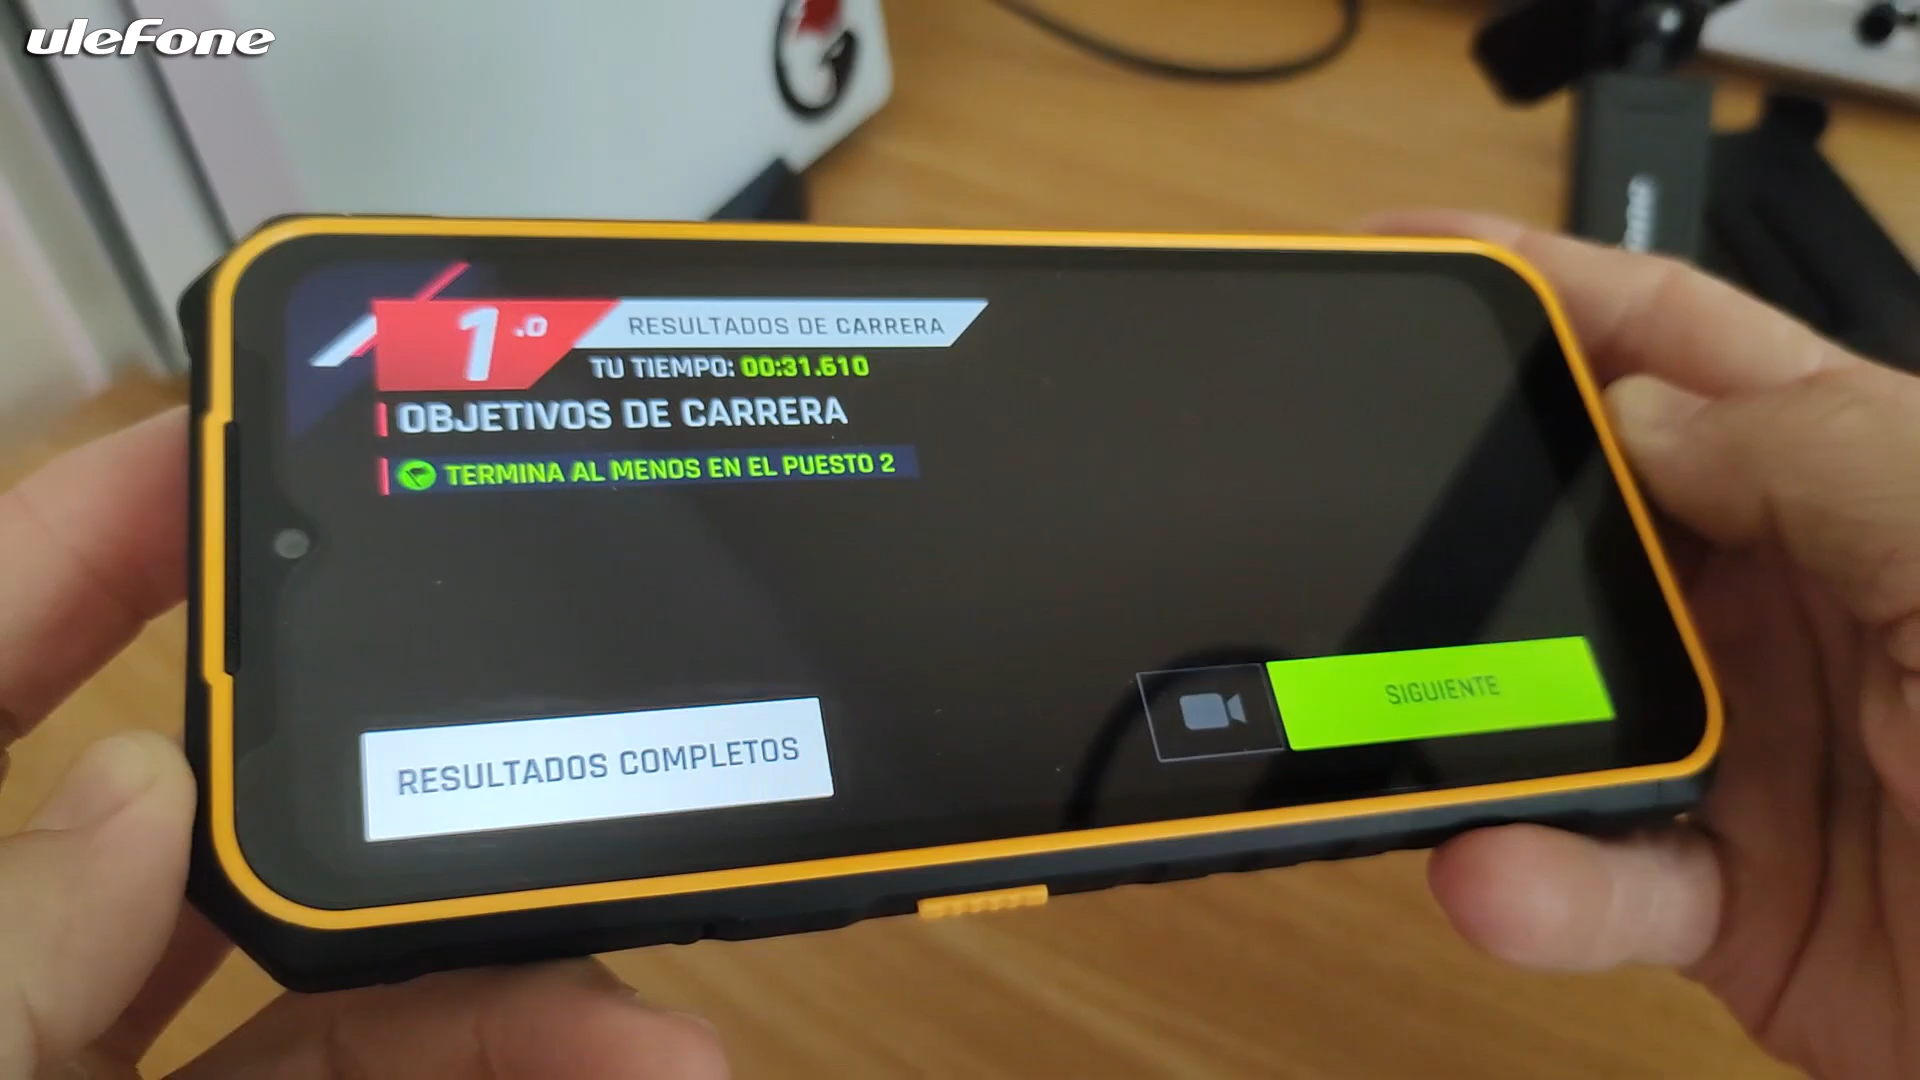 uleFone
1.º
RESULTADOS DE CARRERA
TU TIEMPO: 00:31.610
OBJETIVOS DE CARRERA
TERMINA AL MENOS EN EL PUESTO 2
SIGUIENTE
RESULTADOS COMPLETOS